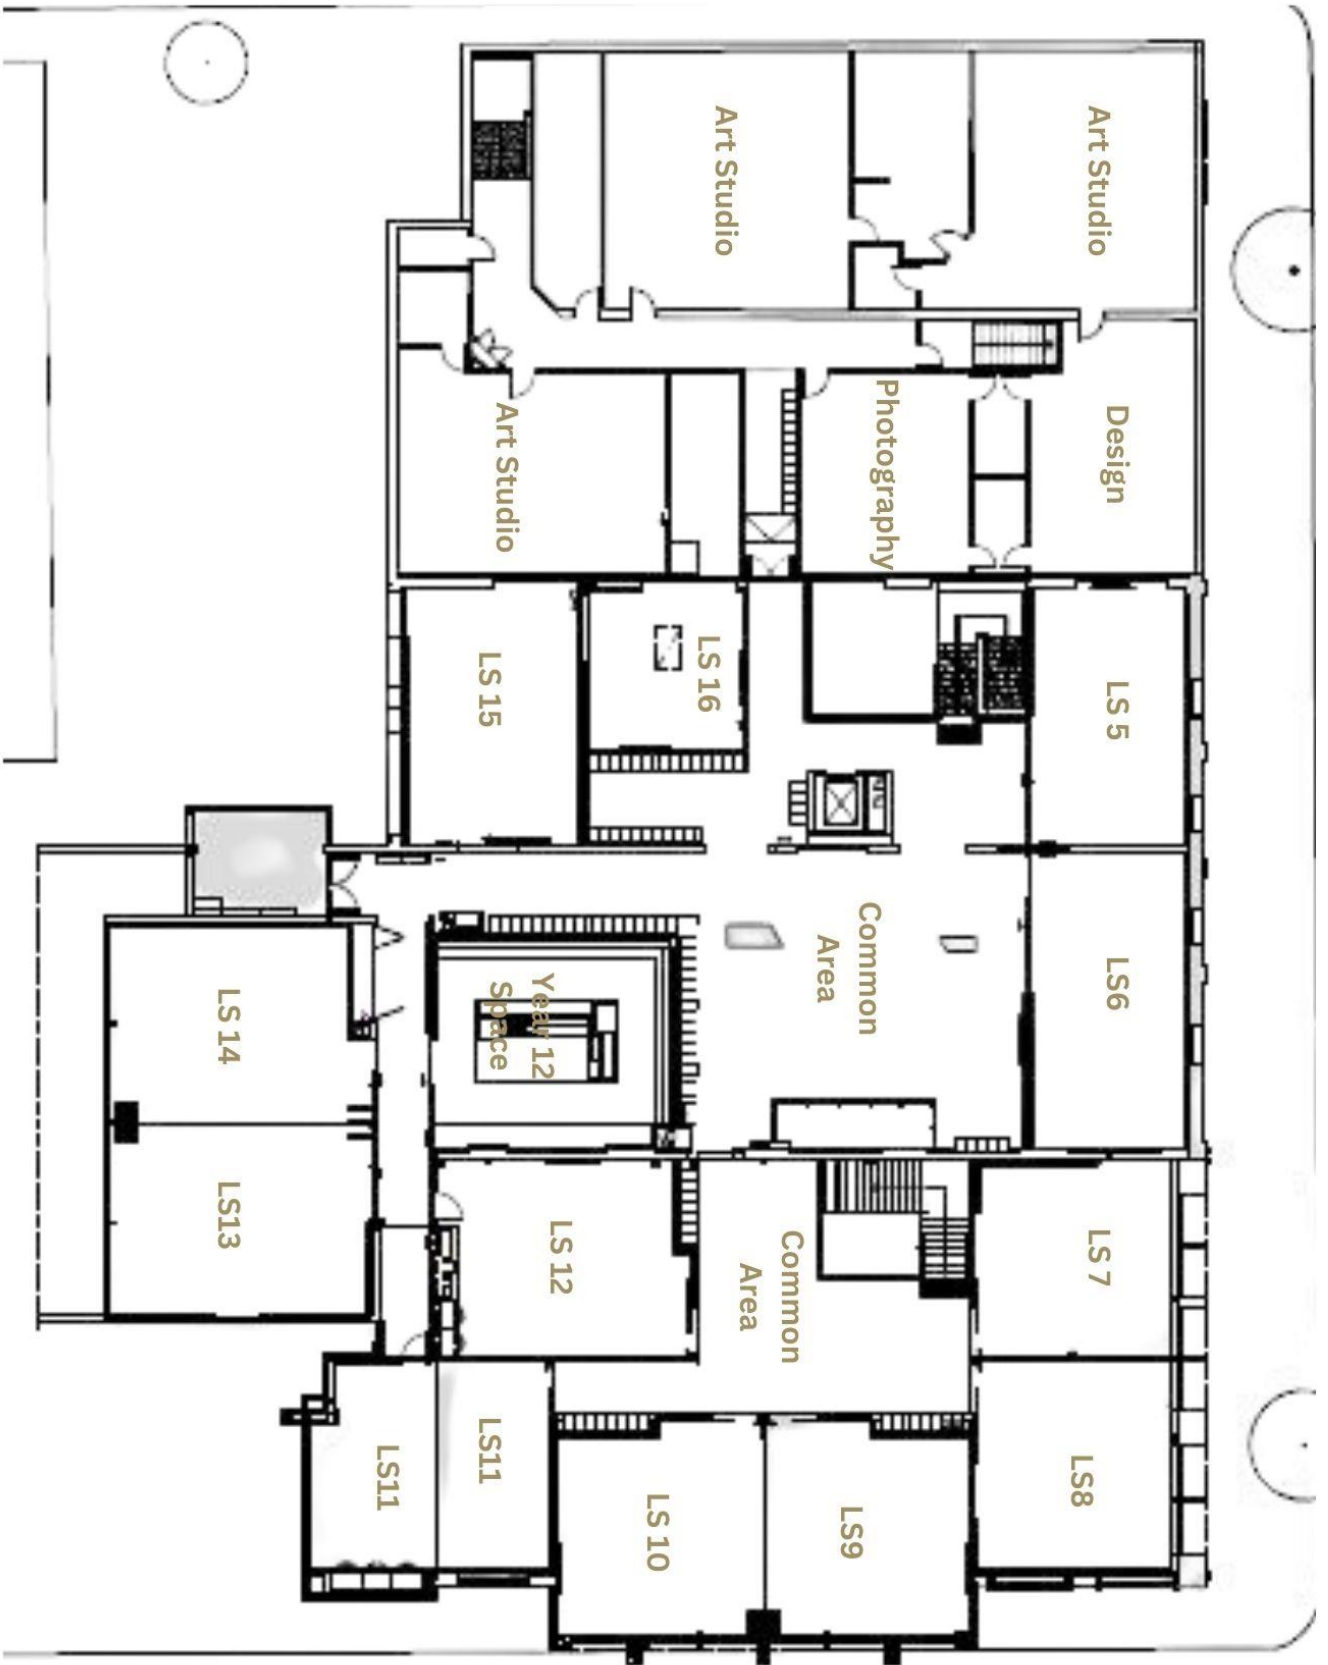 Art Studio
Art Studio
Art Studio
Photography
Design
LS 15
LS 16
LS 5
Common
Area
LS6
Year 12
Space
LS 14
LS13
LS 12
Common
Area
LS 7
LS11
LS11
LS 10
LS9
LS8